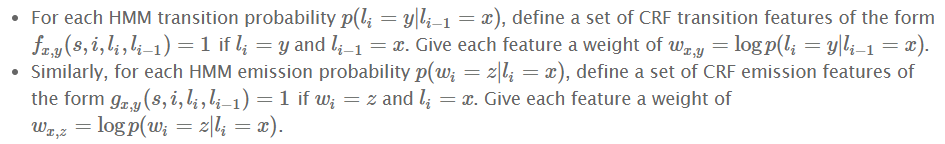 • For each HMM transition probability p(l_i = y|l_{i−1} = x), define a set of CRF transition features of the form
f_{x,y}(s, i, l_i, l_{i−1}) = 1 if l_i = y and l_{i−1} = x. Give each feature a weight of w_{x,y} = log p(l_i = y|l_{i−1} = x).
• Similarly, for each HMM emission probability p(w_i = z|l_i = x), define a set of CRF emission features of
the form g_{x,y}(s, i, l_i, l_{i−1}) = 1 if w_i = z and l_i = x. Give each feature a weight of
w_{x,z} = log p(w_i = z|l_i = x).